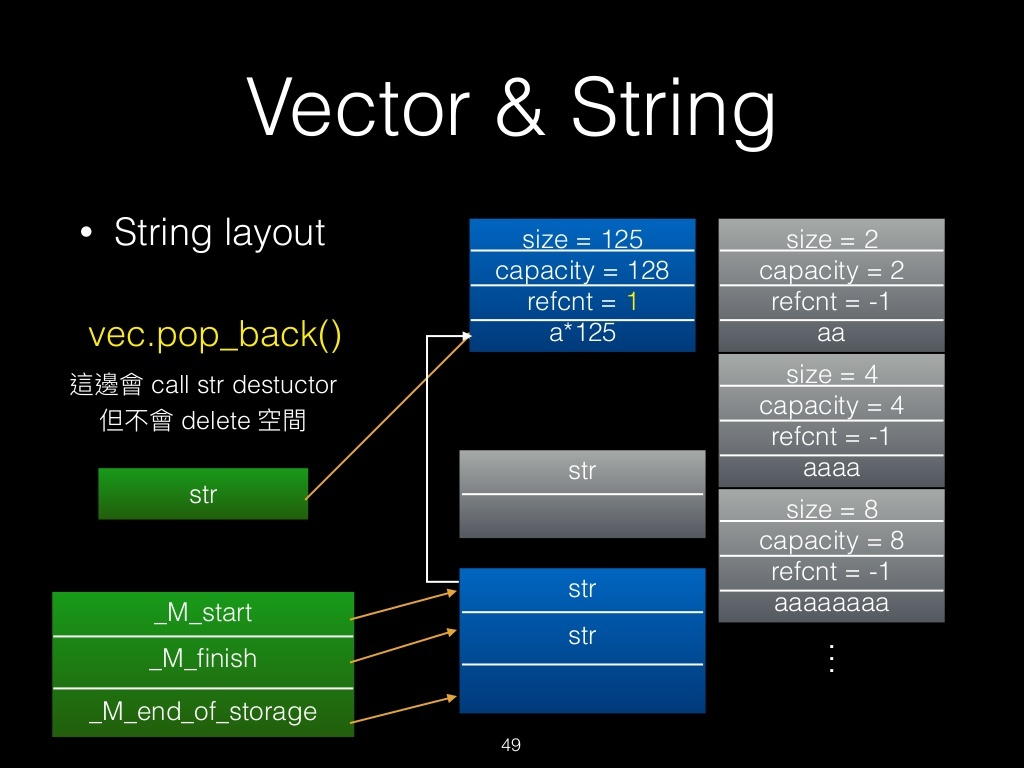 Vector & String
• String layout
vec.pop_back()
這邊會 call str destuctor
但不會 delete 空間
str
_M_start
_M_finish
_M_end_of_storage
size = 125
capacity = 128
refcnt = 1
a*125
str
str
str
size = 2
capacity = 2
refcnt = -1
aa
size = 4
capacity = 4
refcnt = -1
aaaa
size = 8
capacity = 8
refcnt = -1
aaaaaaaa
⋮
49